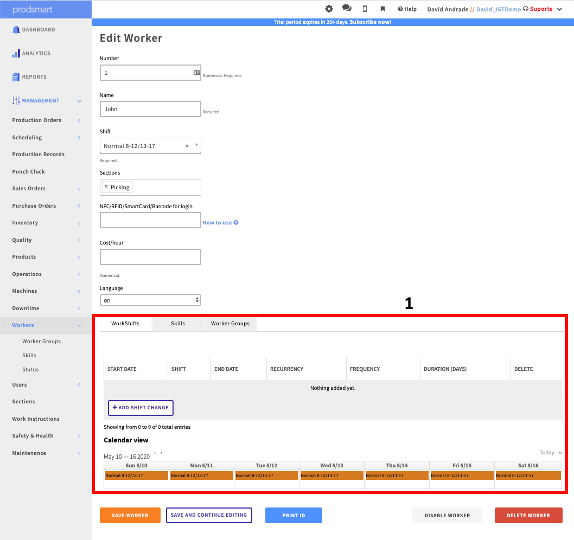 prodsmart
Help David Andrade // David_ISTDemo Suporte
Trial period expires in 264 days. Subscribe now!
DASHBOARD
ANALYTICS
REPORTS
MANAGEMENT
Production Orders
Scheduling
Production Records
Punch Clock
Sales Orders
Purchase Orders
Inventory
Quality
Products
Operations
Machines
Downtime
Workers
Worker Groups
Skills
Status
Users
Sections
Work Instructions
Safety & Health
Maintenance
Edit Worker
Number
1
Numerical. Required.
Name
John
Required
Shift
Normal 8-12/13-17 ×
Required.
Sections
× Picking
NFC/RFID/SmartCard/Barcode for login
How to use
Cost/hour
Numerical.
Language
en
1
WorkShifts Skills Worker Groups
START DATE SHIFT END DATE RECURRENCY FREQUENCY DURATION (DAYS) DELETE
Nothing added yet.
+ ADD SHIFT CHANGE
Showing from 0 to 0 of 0 total entries
Calendar view
May 10 — 16 2020 ‹ › Today
Sun 5/10 Mon 5/11 Tue 5/12 Wed 5/13 Thu 5/14 Fri 5/15 Sat 5/16
Normal 8-12/13-17 Normal 8-12/13-17 Normal 8-12/13-17 Normal 8-12/13-17 Normal 8-12/13-17 Normal 8-12/13-17 Normal 8-12/13-17
SAVE WORKER SAVE AND CONTINUE EDITING PRINT ID DISABLE WORKER DELETE WORKER